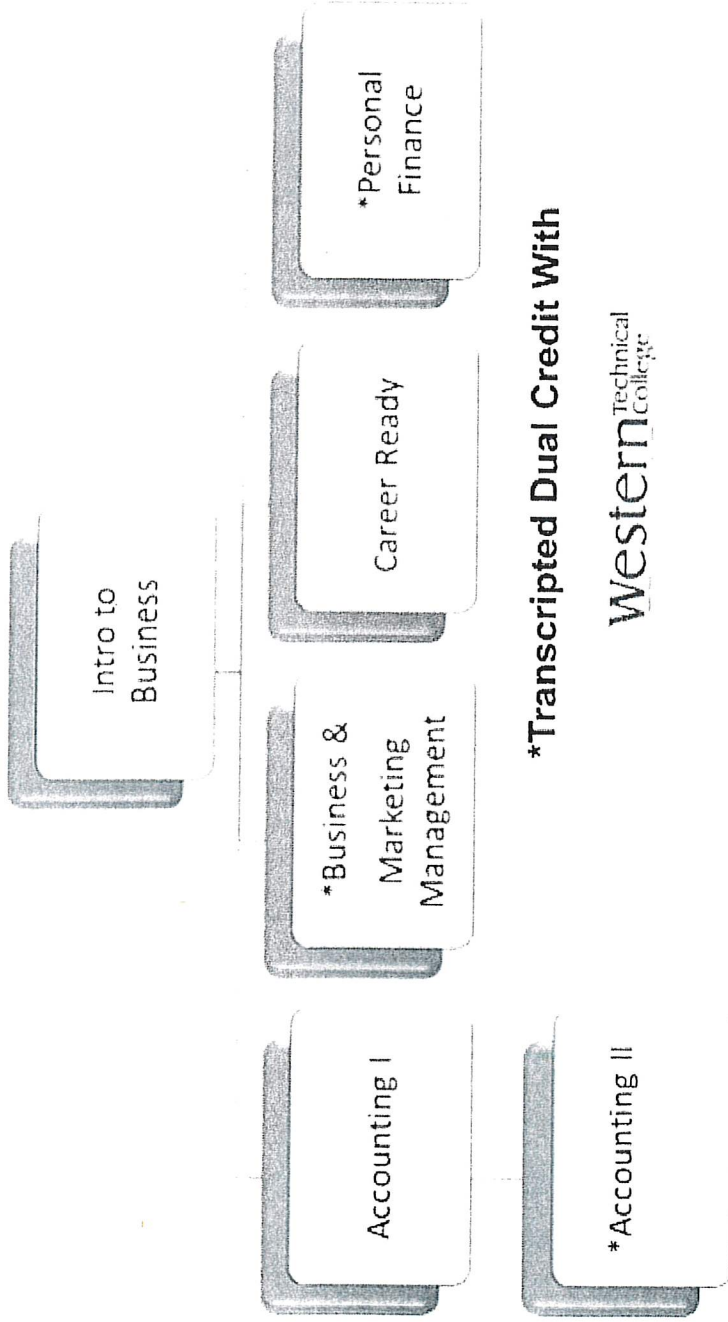 Intro to
Business
Accounting I
*Business &
Marketing
Management
Career Ready
*Personal
Finance
*Accounting II
*Transcripted Dual Credit With
Western Technical
College